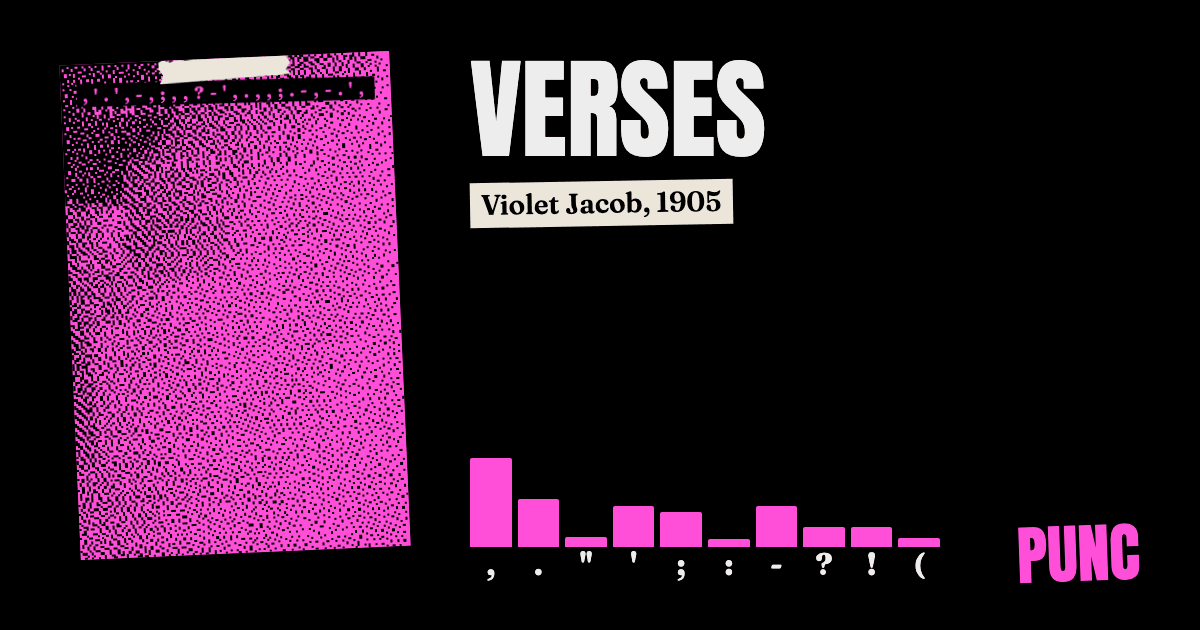 , ' . ' , - , ; , , ? - ' , . , , ; . - , - . ' ,
VERSES
Violet Jacob, 1905
, . " ' ; : - ? ! (
PUNC